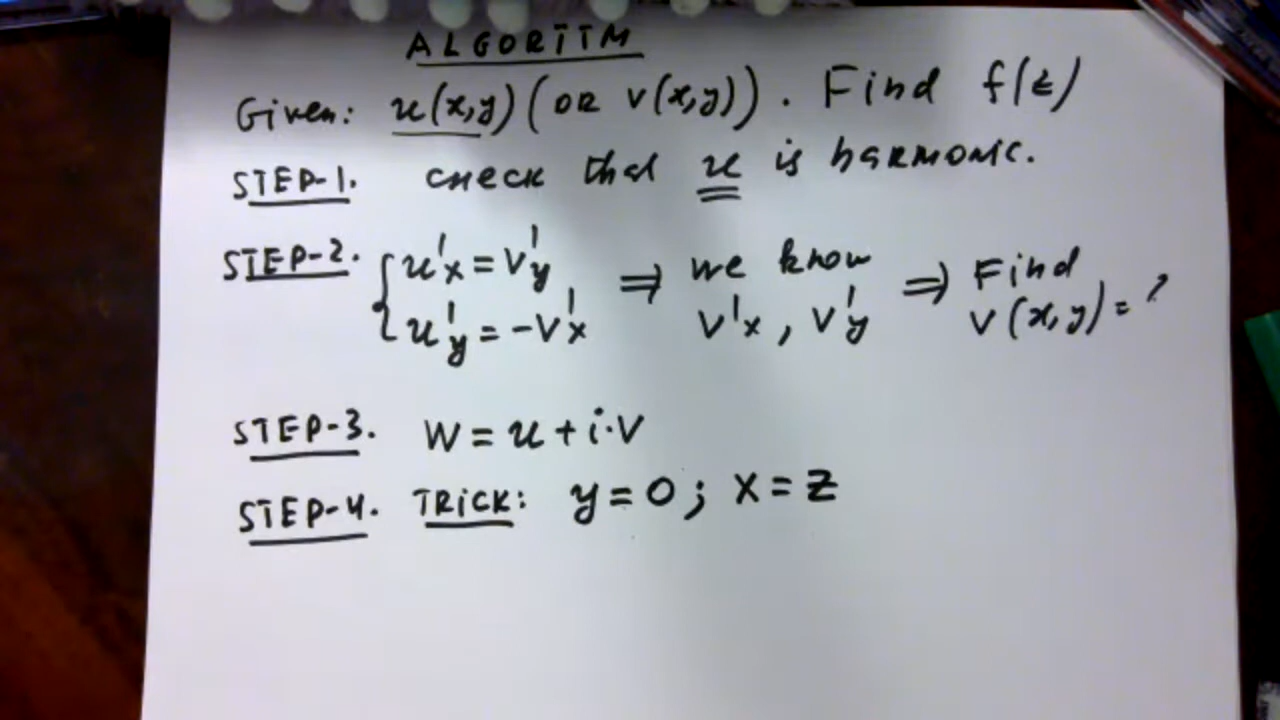 ALGORITM
Given: u(x,y) (OR v(x,y)). Find f(z)
STEP-1. check that u is harmonic.
STEP-2. { u'x = v'y ⇒ we know ⇒ Find
u'y = -v'x v'x, v'y v(x,y) = ?
STEP-3. W = u + i·v
STEP-4. TRICK: y = 0; x = z